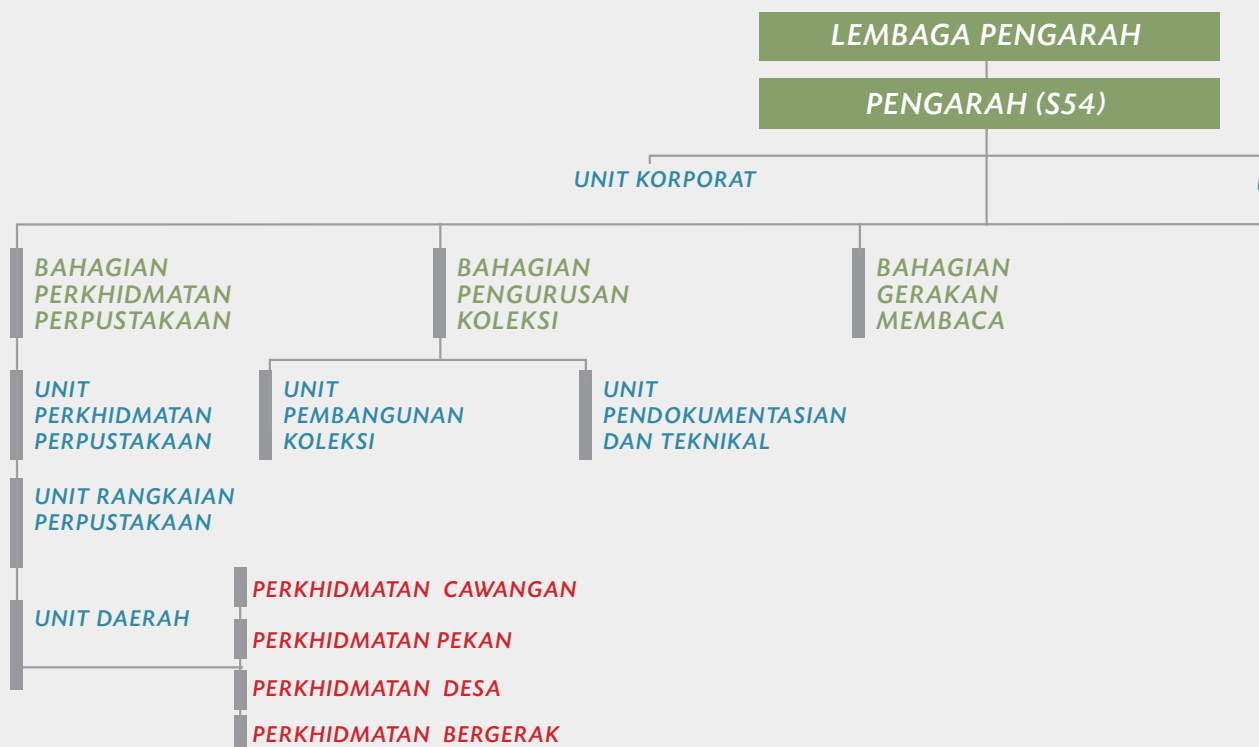 LEMBAGA PENGARAH
PENGARAH (S54)
UNIT KORPORAT
BAHAGIAN
PERKHIDMATAN
PERPUSTAKAAN
BAHAGIAN
PENGURUSAN
KOLEKSI
BAHAGIAN
GERAKAN
MEMBACA
UNIT
PERKHIDMATAN
PERPUSTAKAAN
UNIT
PEMBANGUNAN
KOLEKSI
UNIT
PENDOKUMENTASIAN
DAN TEKNIKAL
UNIT RANGKAIAN
PERPUSTAKAAN
UNIT DAERAH
PERKHIDMATAN CAWANGAN
PERKHIDMATAN PEKAN
PERKHIDMATAN DESA
PERKHIDMATAN BERGERAK